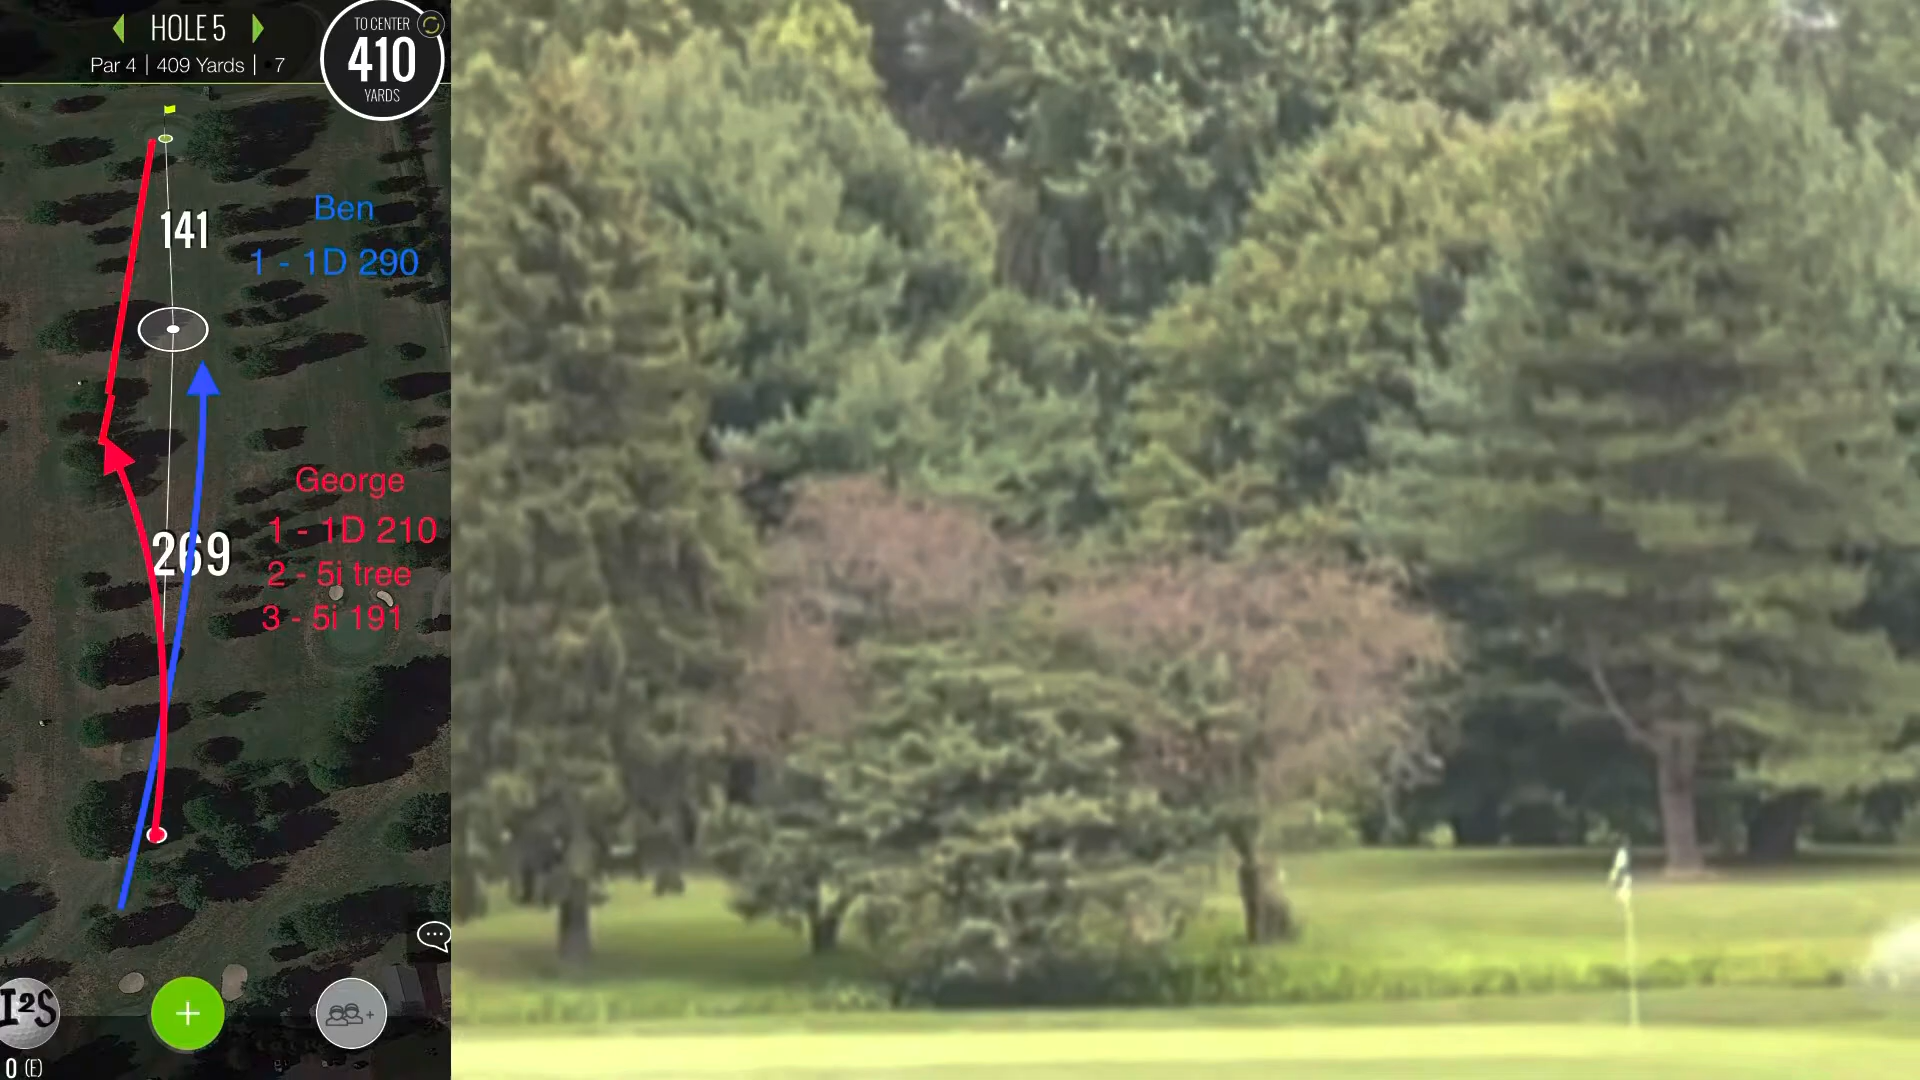 HOLE 5
Par 4 | 409 Yards | 7
TO CENTER
410
YARDS
141
Ben
1 - 1D 290
George
1 - 1D 210
269
2 - 5i tree
3 - 5i 191
I²S
+
+
0 (E)